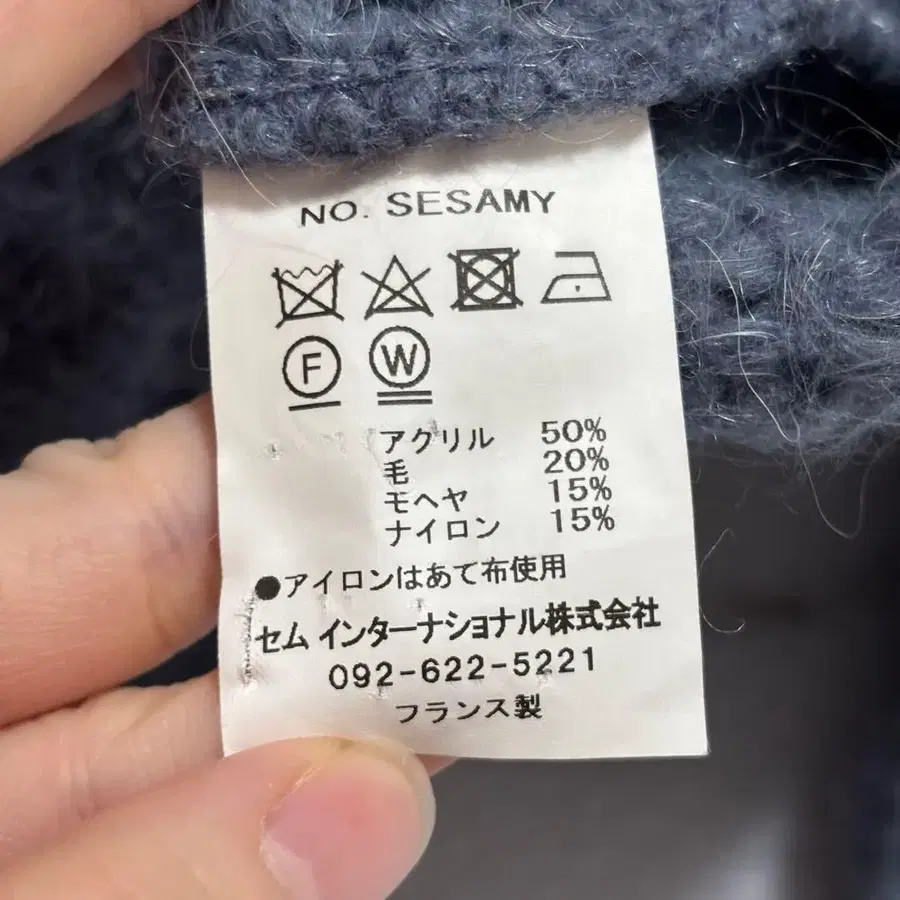 NO. SESAMY
F W
アクリル 50%
毛 20%
モヘヤ 15%
ナイロン 15%
●アイロンはあて布使用
セム インターナショナル株式会社
092-622-5221
フランス製